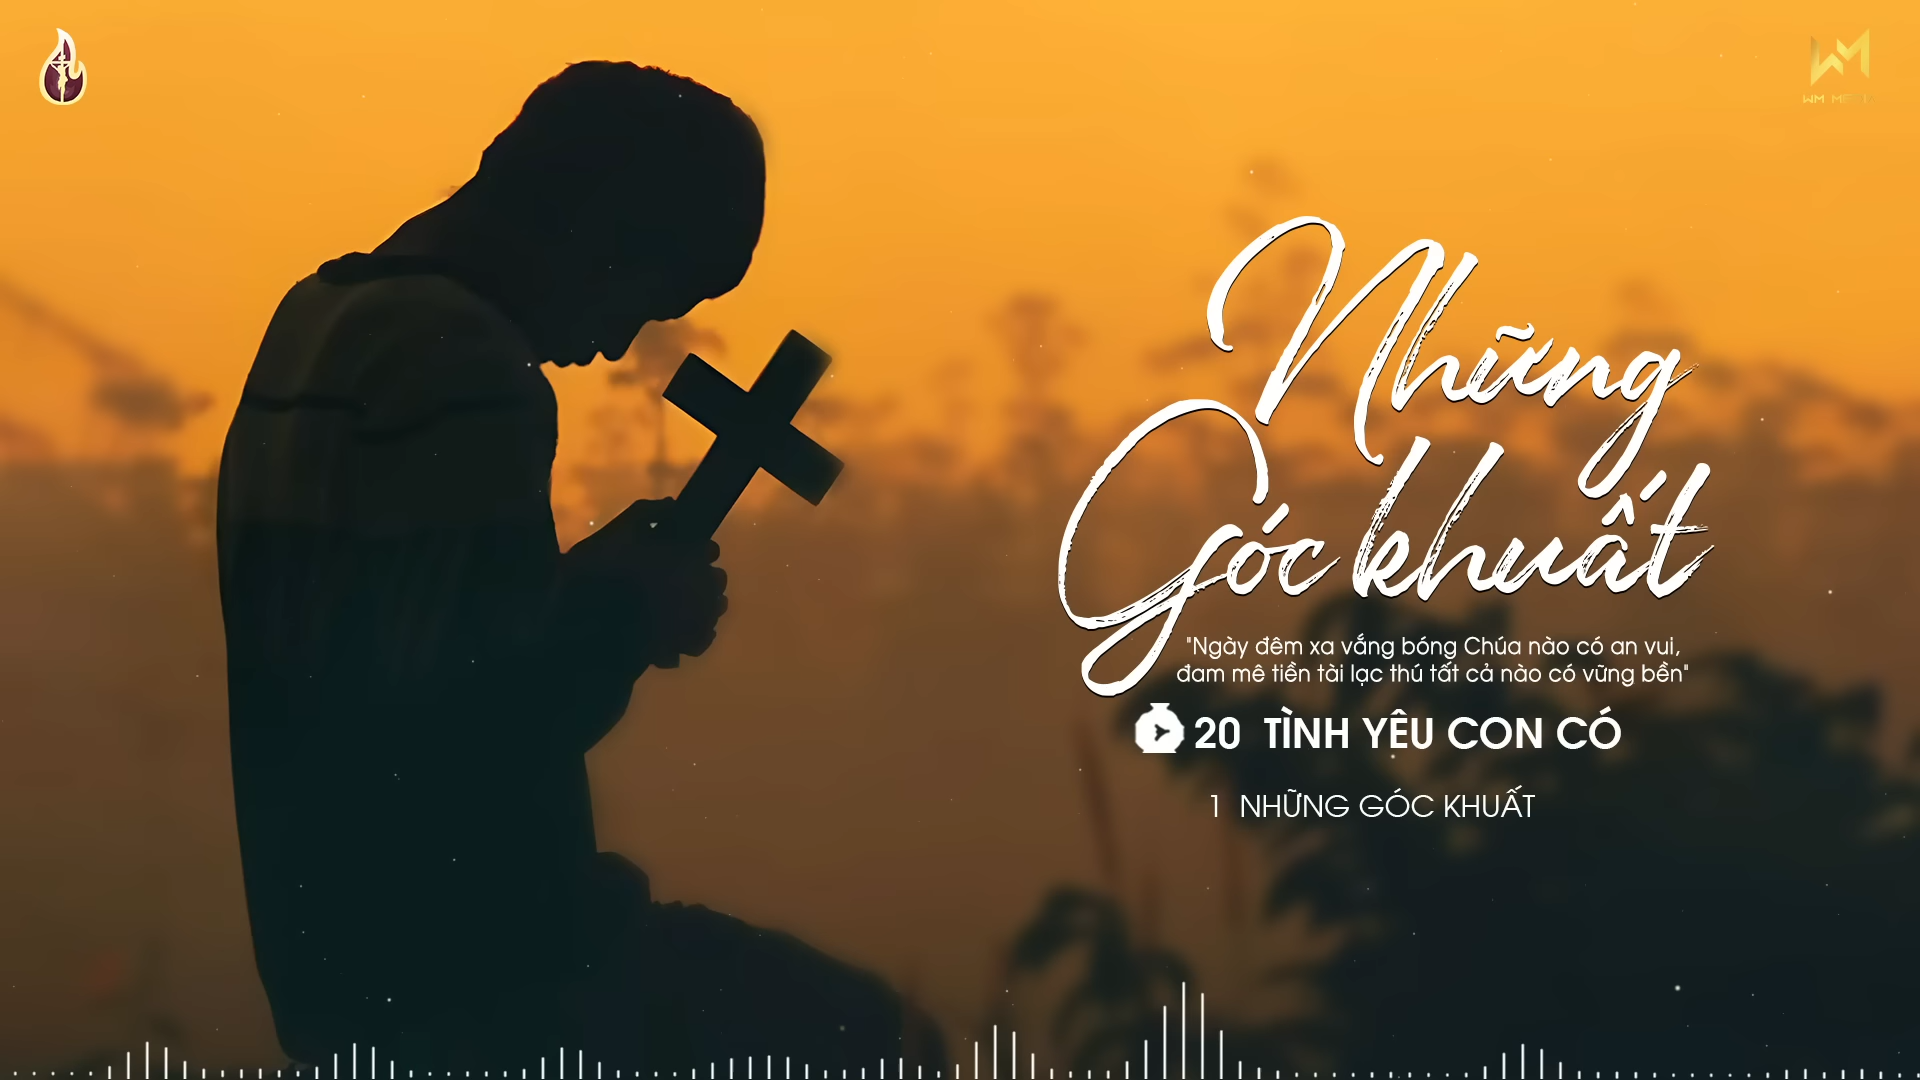 Những
Góc khuất
"Ngày đêm xa vắng bóng Chúa nào có an vui,
đam mê tiền tài lạc thú tất cả nào có vững bền"
20 TÌNH YÊU CON CÓ
1 NHỮNG GÓC KHUẤT